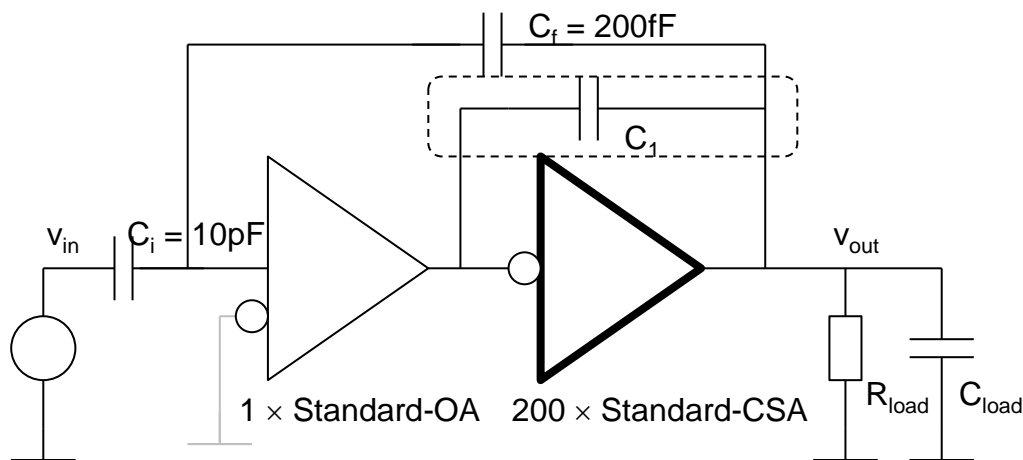 C_f = 200fF
C_1
v_in
C_i = 10pF
v_out
1 × Standard-OA
200 × Standard-CSA
R_load
C_load